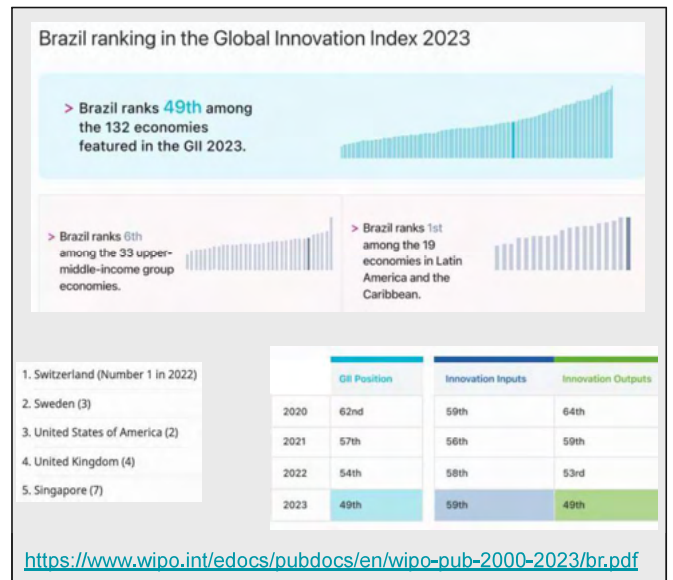 Brazil ranking in the Global Innovation Index 2023
> Brazil ranks 49th among
the 132 economies
featured in the GII 2023.
> Brazil ranks 6th
among the 33 upper-
middle-income group
economies.
> Brazil ranks 1st
among the 19
economies in Latin
America and the
Caribbean.
1. Switzerland (Number 1 in 2022)
2. Sweden (3)
3. United States of America (2)
4. United Kingdom (4)
5. Singapore (7)
GII Position Innovation Inputs Innovation Outputs
2020 62nd 59th 64th
2021 57th 56th 59th
2022 54th 58th 53rd
2023 49th 59th 49th
https://www.wipo.int/edocs/pubdocs/en/wipo-pub-2000-2023/br.pdf